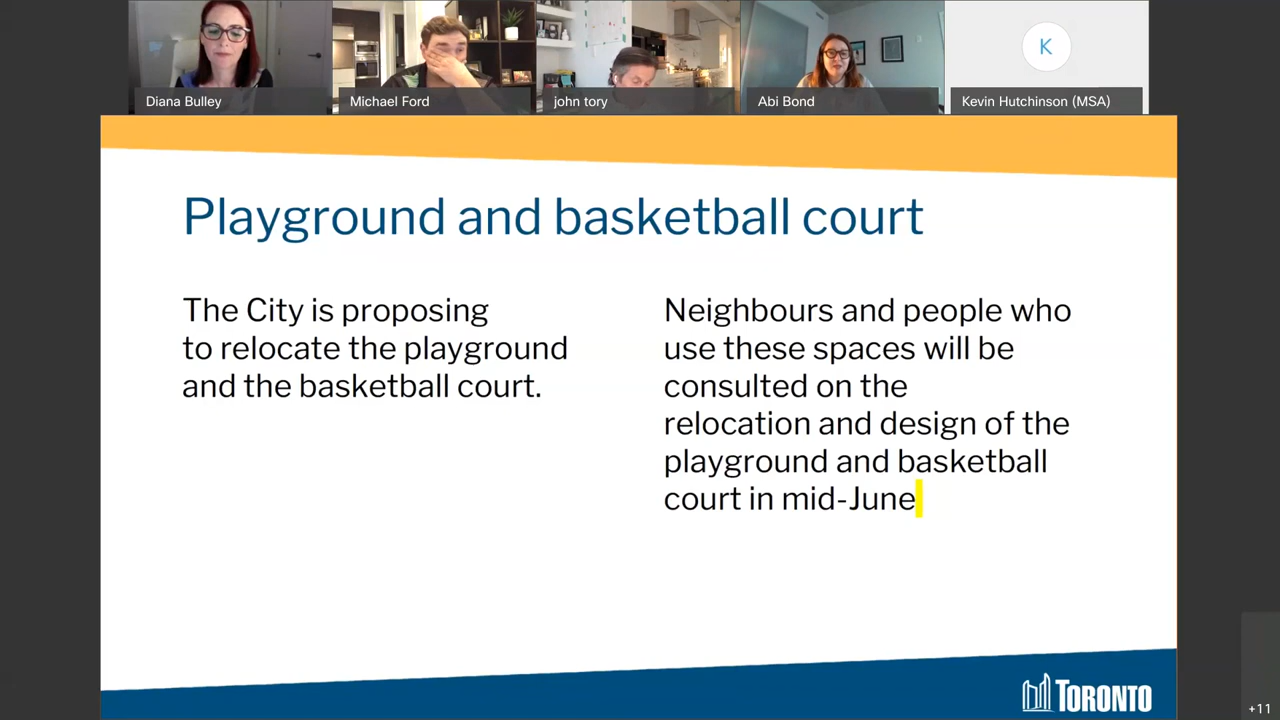 Diana Bulley
Michael Ford
john tory
Abi Bond
K
Kevin Hutchinson (MSA)
Playground and basketball court
The City is proposing
to relocate the playground
and the basketball court.
Neighbours and people who
use these spaces will be
consulted on the
relocation and design of the
playground and basketball
court in mid-June
TORONTO
+11